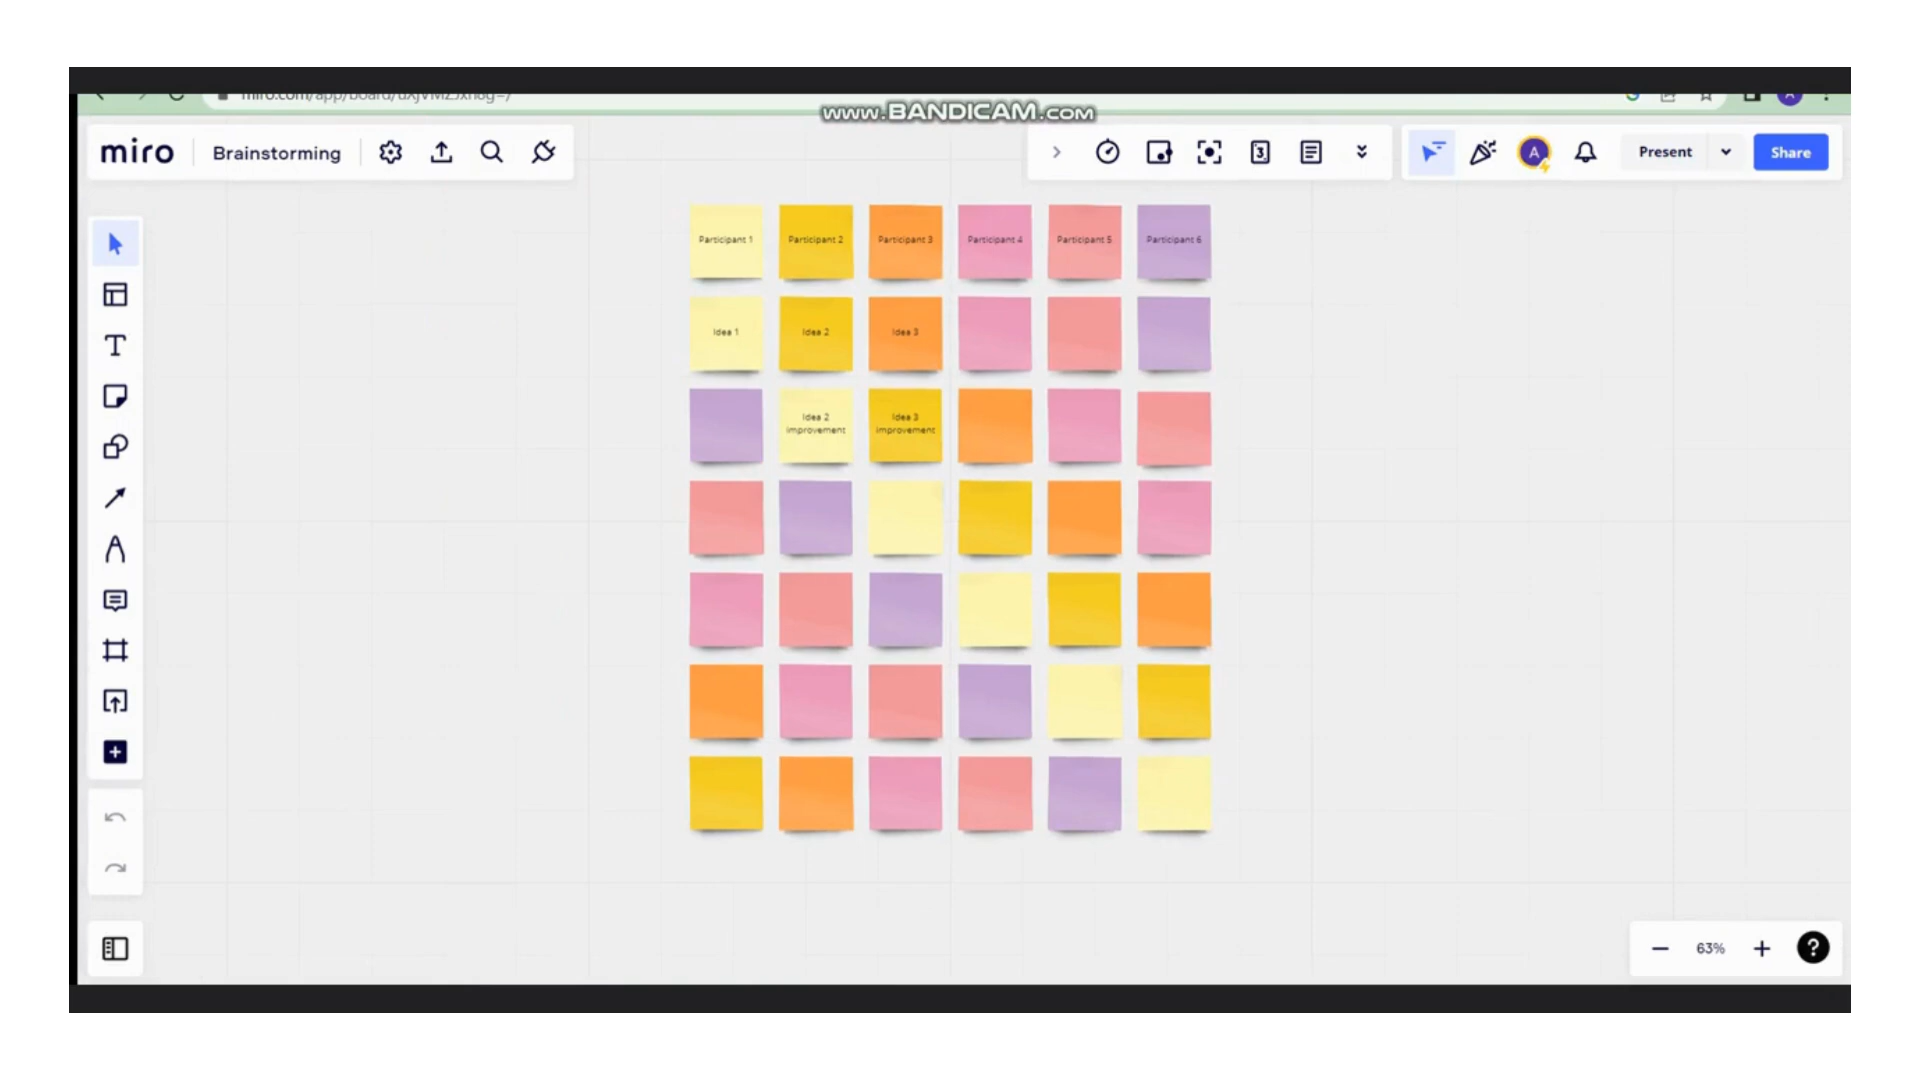 www.BANDICAM.com
miro
Brainstorming
3
A
Present
Share
Participant 1
Participant 2
Participant 3
Participant 4
Participant 5
Participant 6
Idea 1
Idea 2
Idea 3
Idea 2
improvement
Idea 3
improvement
63%
?